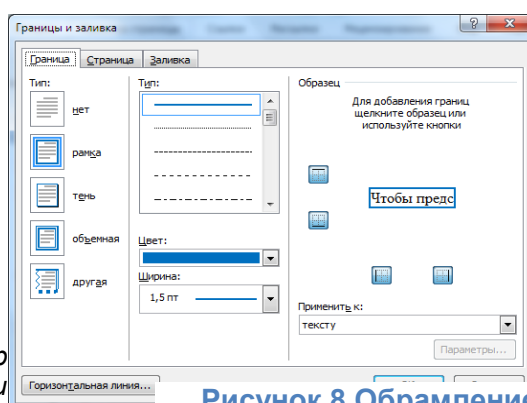 Границы и заливка
Граница Страница Заливка
Тип:
нет
рамка
тень
объемная
другая
Тип:
Цвет:
Ширина:
1,5 пт
Образец
Для добавления границ
щелкните образец или
используйте кнопки
Чтобы предс
Применить к:
тексту
Параметры...
Горизонтальная линия...
Рисунок 8 Обрамление